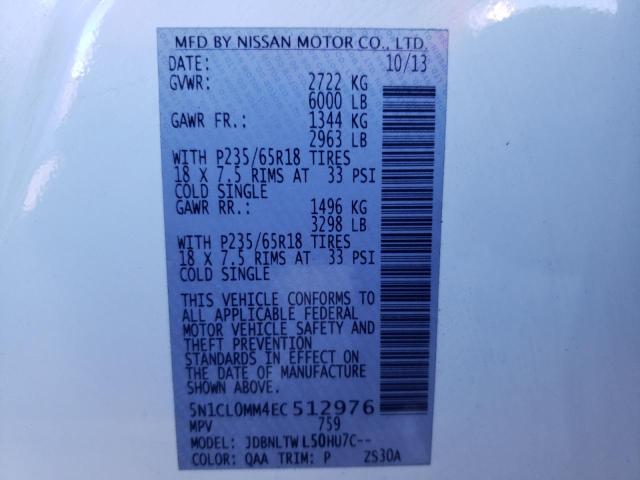 MFD BY NISSAN MOTOR CO., LTD.
DATE: 10/13
GVWR: 2722 KG
6000 LB
GAWR FR.: 1344 KG
2963 LB
WITH P235/65R18 TIRES
18 X 7.5 RIMS AT 33 PSI
COLD SINGLE
GAWR RR.: 1496 KG
3298 LB
WITH P235/65R18 TIRES
18 X 7.5 RIMS AT 33 PSI
COLD SINGLE
THIS VEHICLE CONFORMS TO
ALL APPLICABLE FEDERAL
MOTOR VEHICLE SAFETY AND
THEFT PREVENTION
STANDARDS IN EFFECT ON
THE DATE OF MANUFACTURE
SHOWN ABOVE.
5N1CL0MM4EC512976
MPV 759
MODEL: JDBNLTWL50HU7C--
COLOR: QAA TRIM: P ZS30A